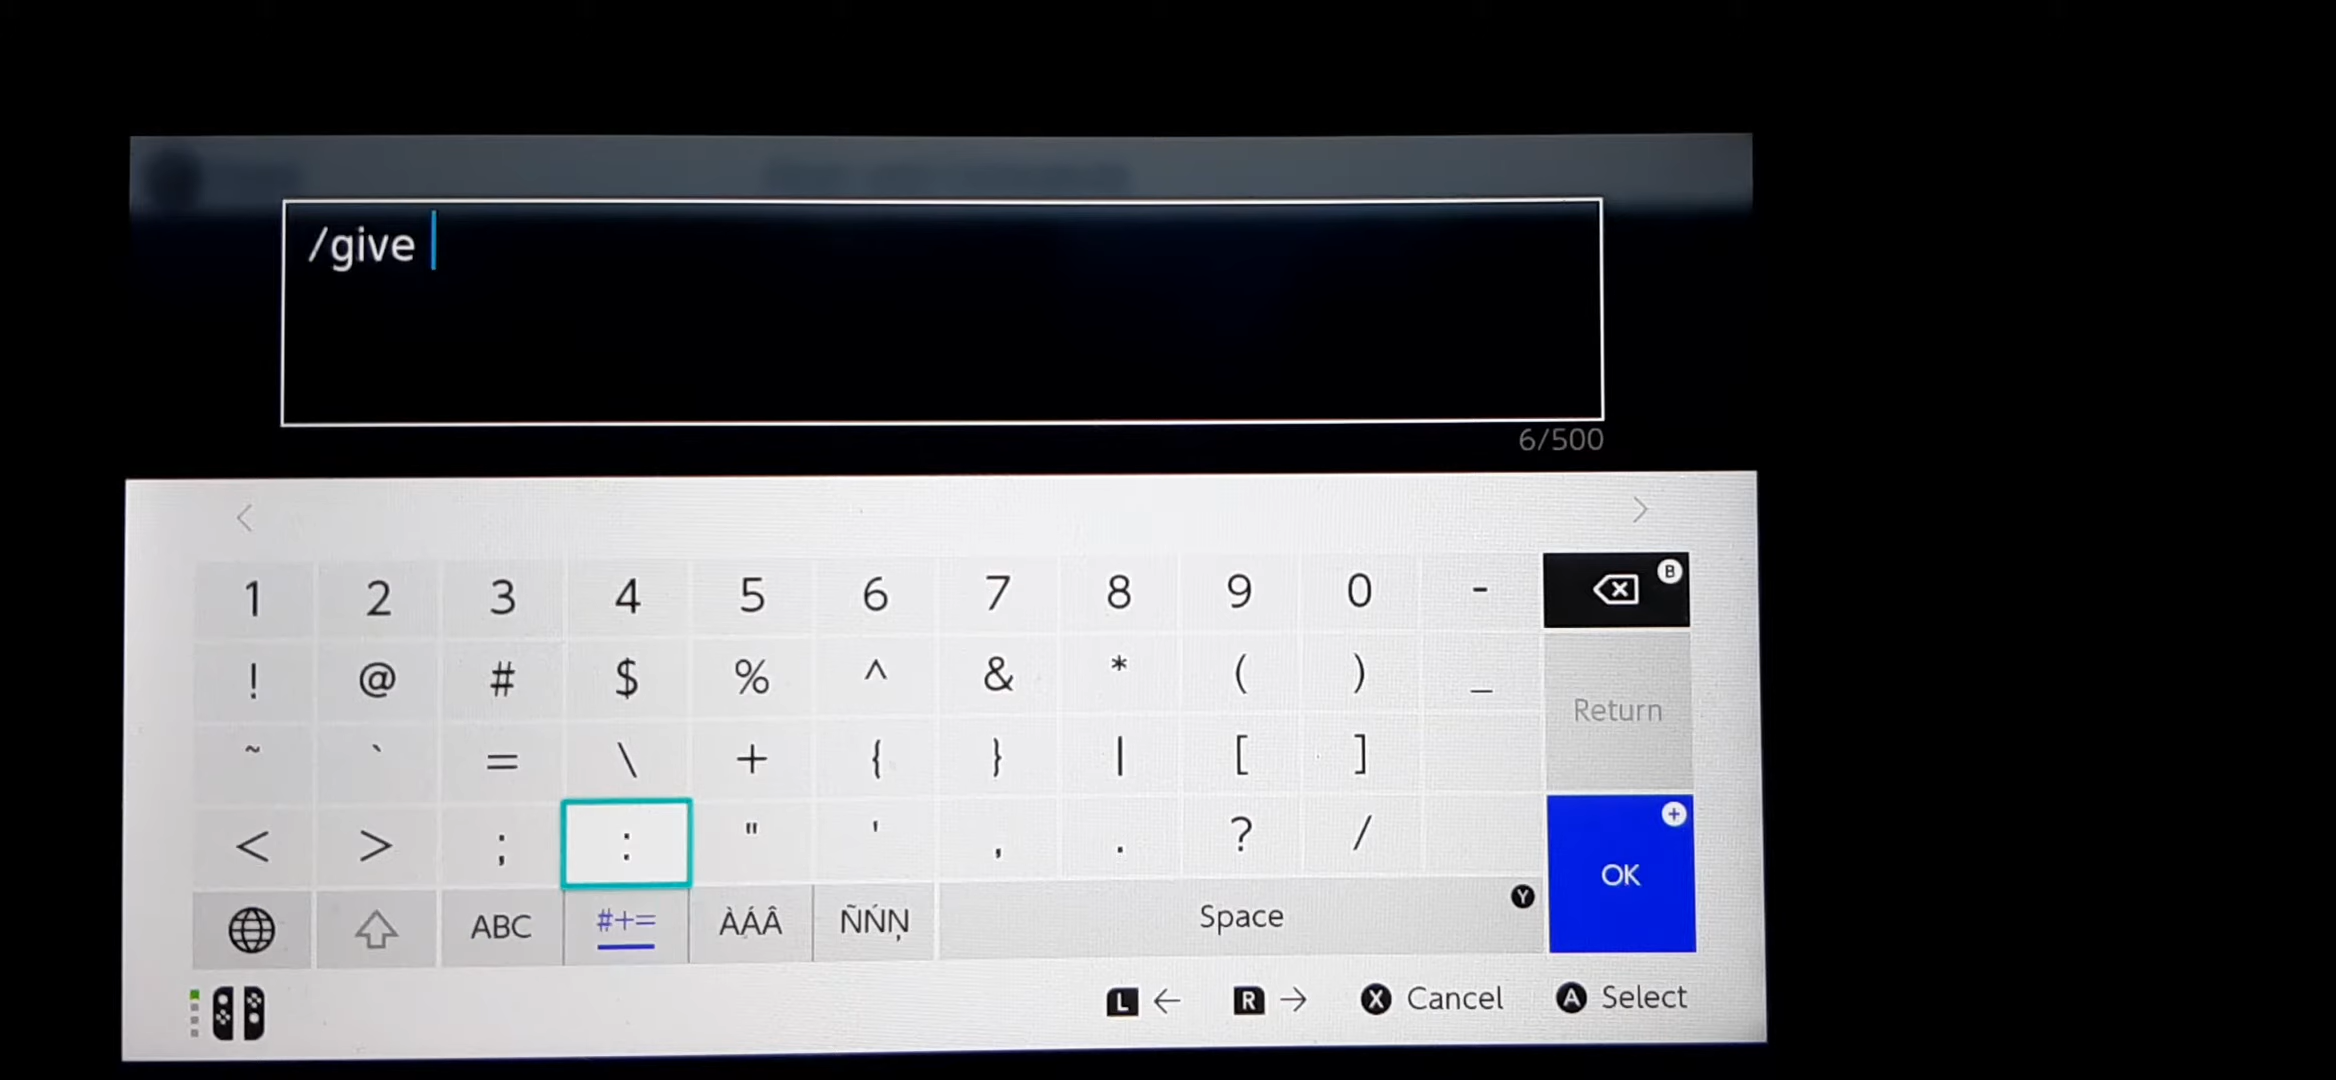 /give
6/500
< >
1 2 3 4 5 6 7 8 9 0 - B
! @ # $ % ^ & * ( ) _ Return
~ ` = \ + { } | [ ]
< > ; : " ' , . ? / + OK
ABC #+= ÀÁÂ ÑŃŅ Space Y
L ← R → X Cancel A Select